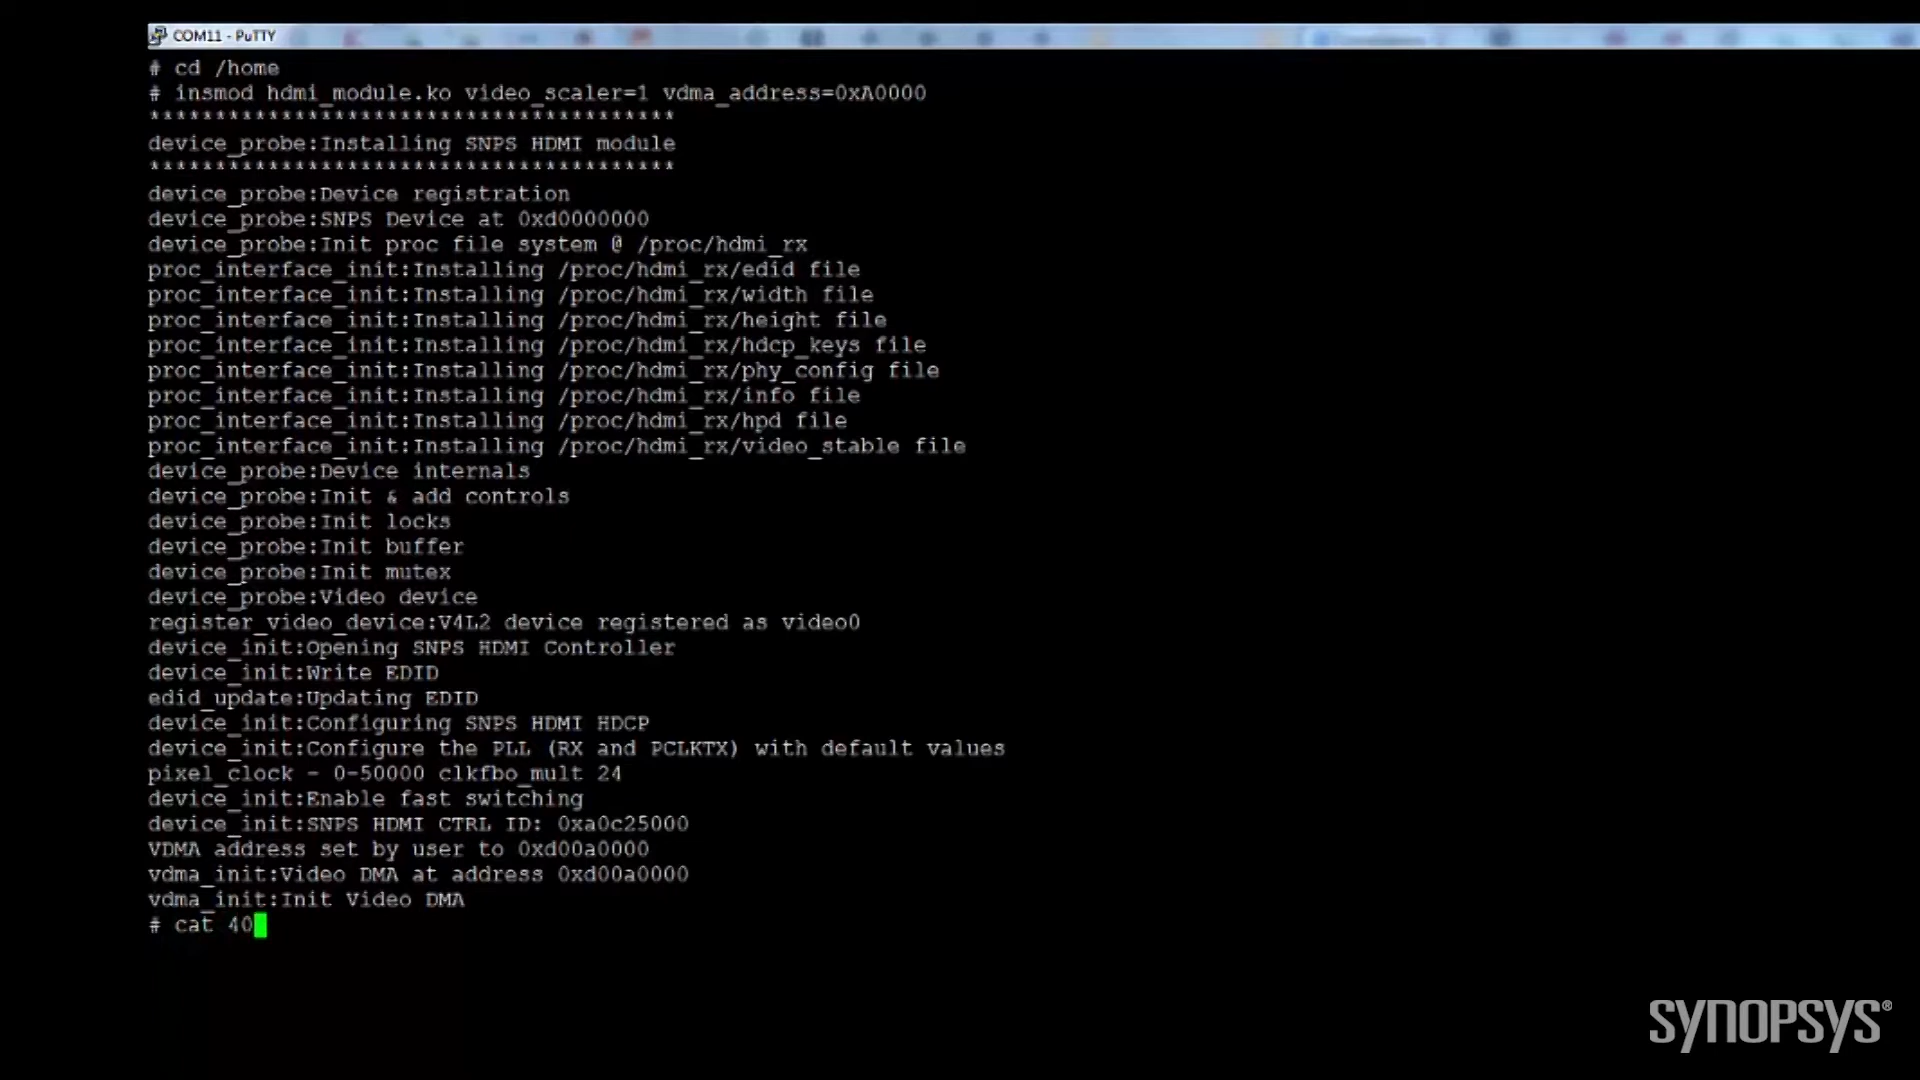 COM11 - PuTTY
# cd /home
# insmod hdmi_module.ko video_scaler=1 vdma_address=0xA0000
****************************************
device_probe:Installing SNPS HDMI module
****************************************
device_probe:Device registration
device_probe:SNPS Device at 0xd0000000
device_probe:Init proc file system @ /proc/hdmi_rx
proc_interface_init:Installing /proc/hdmi_rx/edid file
proc_interface_init:Installing /proc/hdmi_rx/width file
proc_interface_init:Installing /proc/hdmi_rx/height file
proc_interface_init:Installing /proc/hdmi_rx/hdcp_keys file
proc_interface_init:Installing /proc/hdmi_rx/phy_config file
proc_interface_init:Installing /proc/hdmi_rx/info file
proc_interface_init:Installing /proc/hdmi_rx/hpd file
proc_interface_init:Installing /proc/hdmi_rx/video_stable file
device_probe:Device internals
device_probe:Init & add controls
device_probe:Init locks
device_probe:Init buffer
device_probe:Init mutex
device_probe:Video device
register_video_device:V4L2 device registered as video0
device_init:Opening SNPS HDMI Controller
device_init:Write EDID
edid_update:Updating EDID
device_init:Configuring SNPS HDMI HDCP
device_init:Configure the PLL (RX and PCLKTX) with default values
pixel_clock - 0-50000 clkfbo_mult 24
device_init:Enable fast switching
device_init:SNPS HDMI CTRL ID: 0xa0c25000
VDMA address set by user to 0xd00a0000
vdma_init:Video DMA at address 0xd00a0000
vdma_init:Init Video DMA
# cat 40
SYNOPSYS®